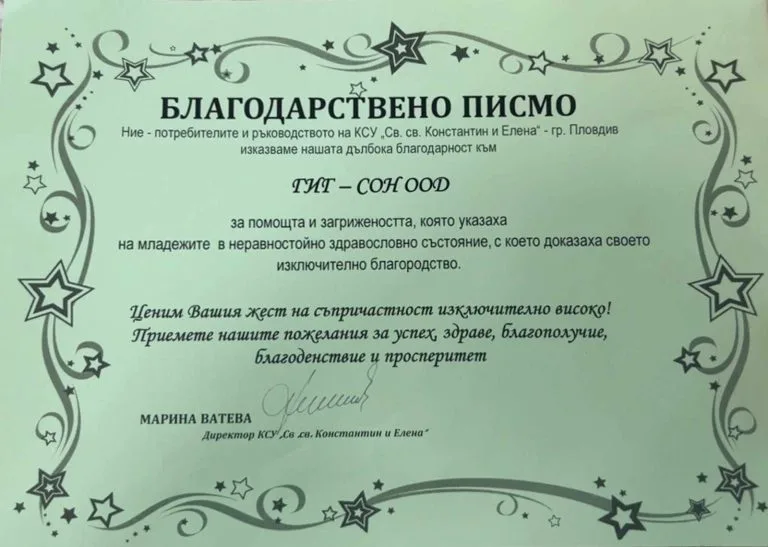 БЛАГОДАРСТВЕНО ПИСМО
Ние - потребителите и ръководството на КСУ „Св. св. Константин и Елена" - гр. Пловдив
изказваме нашата дълбока благодарност към
ГИГ – СОН ООД
за помощта и загрижеността, която указаха
на младежите в неравностойно здравословно състояние, с което доказаха своето
изключително благородство.
Ценим Вашия жест на съпричастност изключително високо!
Приемете нашите пожелания за успех, здраве, благополучие,
благоденствие и просперитет
МАРИНА ВАТЕВА
Директор КСУ „Св .св. Константин и Елена"